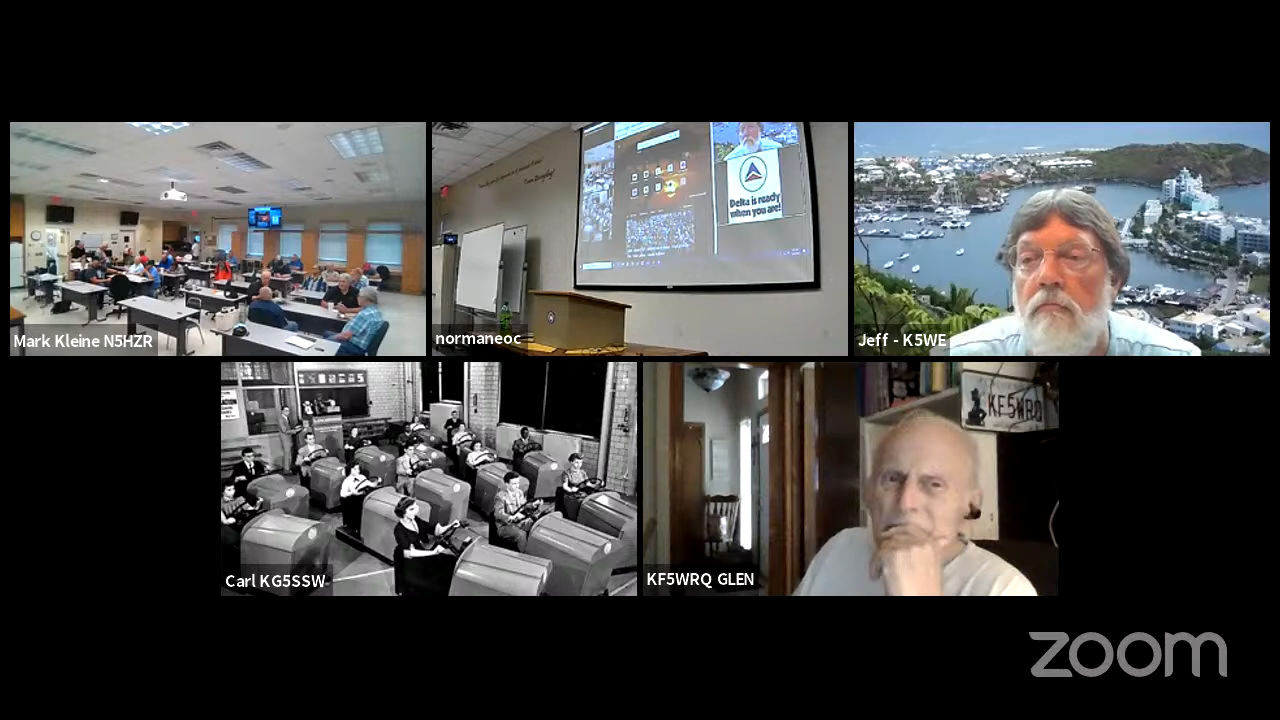 Mark Kleine N5HZR
normaneoc
Delta is ready
when you are!
Jeff - K5WE
Carl KG5SSW
KF5WRQ GLEN
KF5WRQ
zoom